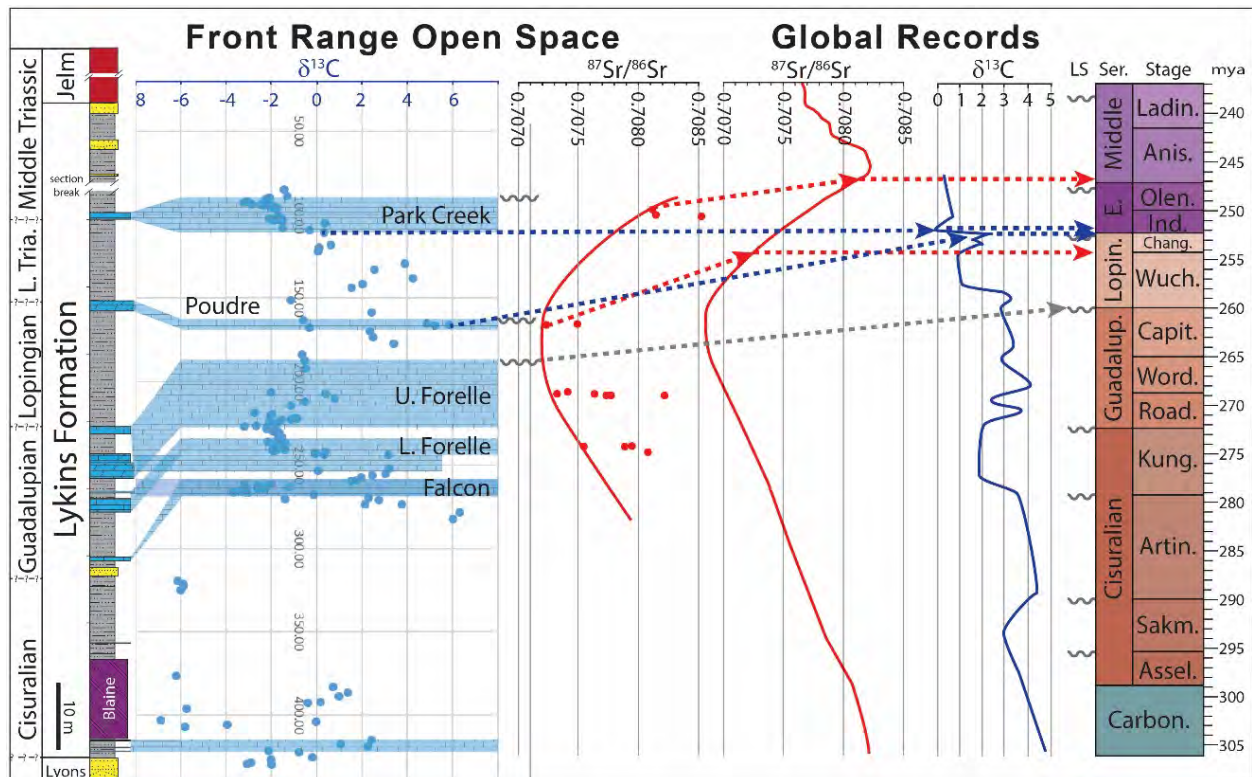 Front Range Open Space
Global Records
δ13C
87Sr/86Sr
87Sr/86Sr
δ13C
LS
Ser.
Stage
mya
8 -6 -4 -2 0 2 4 6
0.7070
0.7075
0.7080
0.7085
0.7070
0.7075
0.7080
0.7085
0 1 2 3 4 5
Jelm
Middle Triassic
L. Tria.
Lopingian
Guadalupian
Cisuralian
Lykins Formation
section
break
-?-?-?
-?-?-?
-?-?-?
-?-?-?
-?-?-?
Blaine
10 m
Lyons
50.00
100.00
150.00
200.00
250.00
300.00
350.00
400.00
Park Creek
Poudre
U. Forelle
L. Forelle
Falcon
Middle
E.
Lopin.
Guadalup.
Cisuralian
Carbon.
Ladin.
Anis.
Olen.
Ind.
Chang.
Wuch.
Capit.
Word.
Road.
Kung.
Artin.
Sakm.
Assel.
240
245
250
255
260
265
270
275
280
285
290
295
300
305